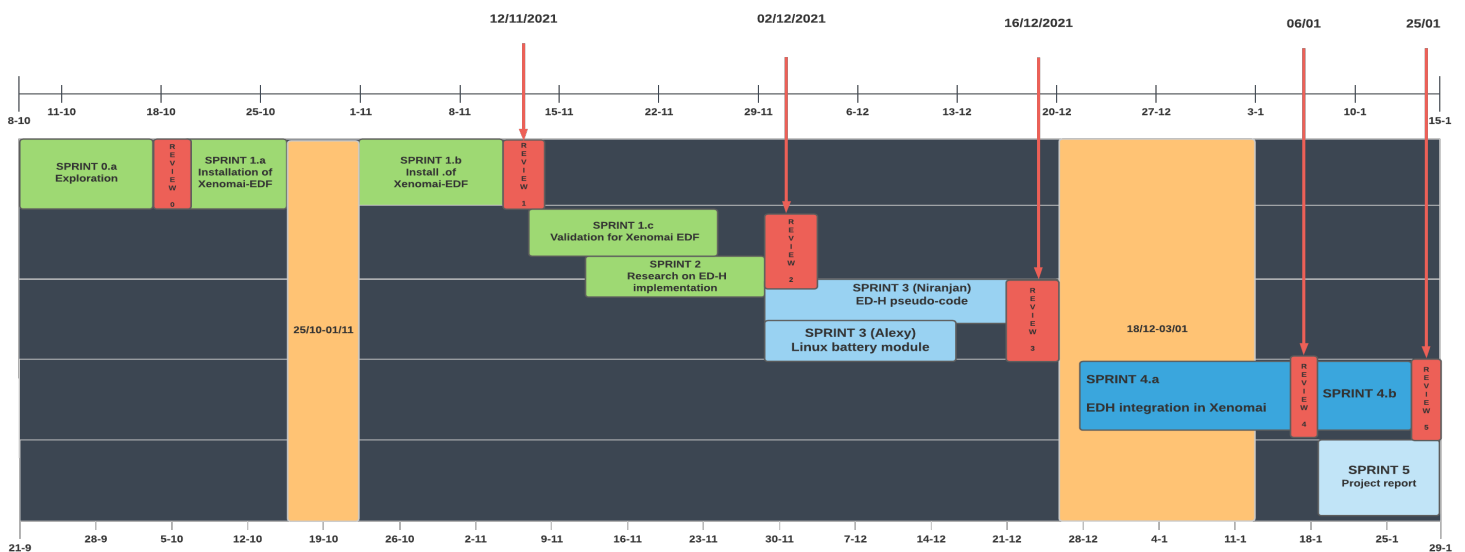 12/11/2021
02/12/2021
16/12/2021
06/01
25/01
8-10
11-10
18-10
25-10
1-11
8-11
15-11
22-11
29-11
6-12
13-12
20-12
27-12
3-1
10-1
15-1
SPRINT 0.a
Exploration
REVIEW 0
SPRINT 1.a
Installation of
Xenomai-EDF
SPRINT 1.b
Install .of
Xenomai-EDF
REVIEW 1
SPRINT 1.c
Validation for Xenomai EDF
REVIEW 2
SPRINT 2
Research on ED-H
implementation
SPRINT 3 (Niranjan)
ED-H pseudo-code
REVIEW 3
SPRINT 3 (Alexy)
Linux battery module
25/10-01/11
18/12-03/01
SPRINT 4.a
EDH integration in Xenomai
REVIEW 4
SPRINT 4.b
REVIEW 5
SPRINT 5
Project report
21-9
28-9
5-10
12-10
19-10
26-10
2-11
9-11
16-11
23-11
30-11
7-12
14-12
21-12
28-12
4-1
11-1
18-1
25-1
29-1